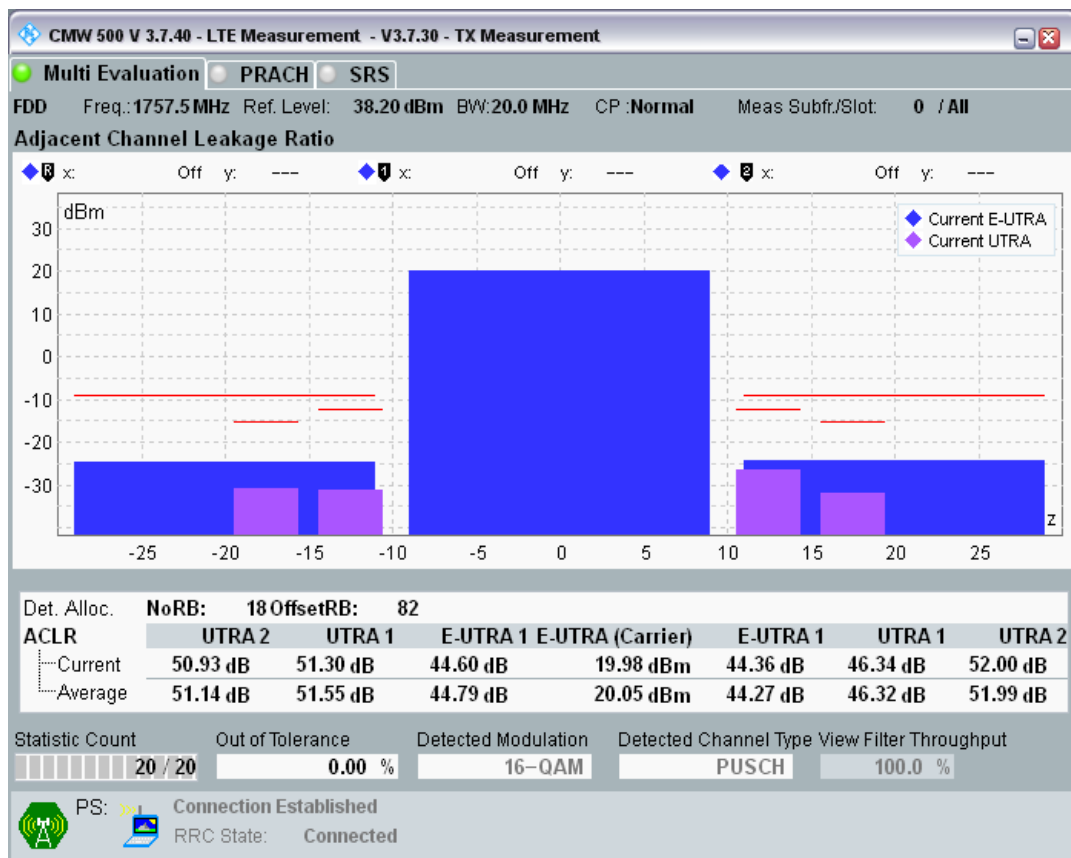 CMW 500 V 3.7.40 - LTE Measurement - V3.7.30 - TX Measurement
Multi Evaluation PRACH SRS
FDD Freq.:1757.5 MHz Ref. Level: 38.20 dBm BW:20.0 MHz CP :Normal Meas Subfr./Slot: 0 / All
Adjacent Channel Leakage Ratio
R x: Off y: --- 1 x: Off y: --- 2 x: Off y: ---
dBm
Current E-UTRA
Current UTRA
30
20
10
0
-10
-20
-30
z
-25 -20 -15 -10 -5 0 5 10 15 20 25
Det. Alloc. NoRB: 18 OffsetRB: 82
ACLR UTRA 2 UTRA 1 E-UTRA 1 E-UTRA (Carrier) E-UTRA 1 UTRA 1 UTRA 2
Current 50.93 dB 51.30 dB 44.60 dB 19.98 dBm 44.36 dB 46.34 dB 52.00 dB
Average 51.14 dB 51.55 dB 44.79 dB 20.05 dBm 44.27 dB 46.32 dB 51.99 dB
Statistic Count Out of Tolerance Detected Modulation Detected Channel Type View Filter Throughput
20 / 20 0.00 % 16-QAM PUSCH 100.0 %
PS: Connection Established
RRC State: Connected